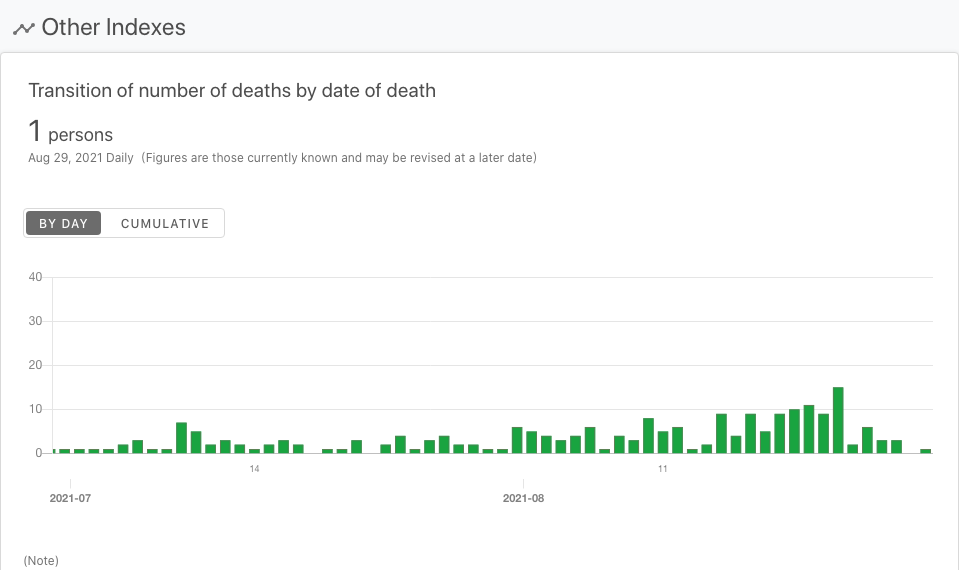 Other Indexes
Transition of number of deaths by date of death
1 persons
Aug 29, 2021 Daily (Figures are those currently known and may be revised at a later date)
BY DAY CUMULATIVE
40
30
20
10
0
14 11
2021-07 2021-08
(Note)